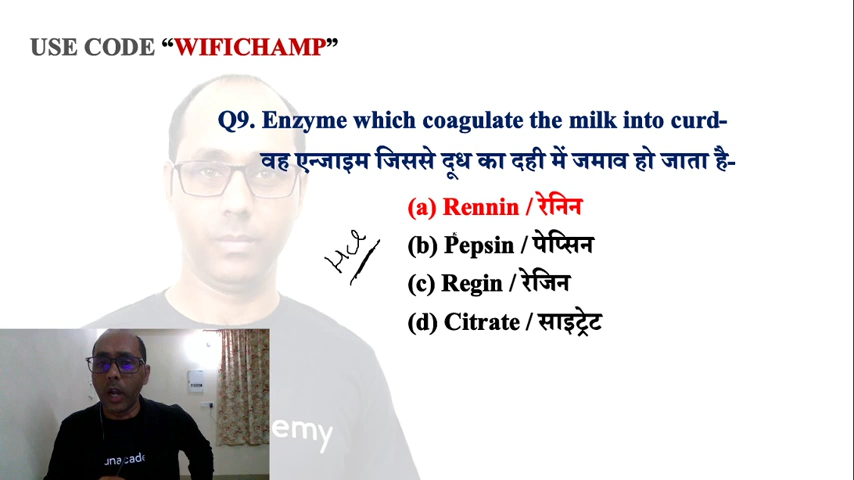 USE CODE “WIFICHAMP”
Q9. Enzyme which coagulate the milk into curd-
वह एन्जाइम जिससे दूध का दही में जमाव हो जाता है-
(a) Rennin / रेनिन
(b) Pepsin / पेप्सिन
HCl
(c) Regin / रेजिन
(d) Citrate / साइट्रेट
emy
unacade